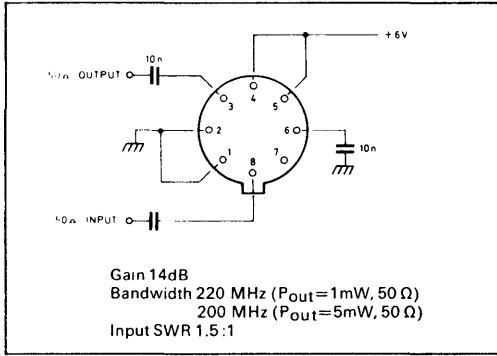 10n
+6V
50Ω OUTPUT
3
4
5
2
6
10n
1
8
7
50Ω INPUT
Gain 14dB
Bandwidth 220 MHz (Pout=1mW, 50 Ω)
200 MHz (Pout=5mW, 50 Ω)
Input SWR 1.5:1